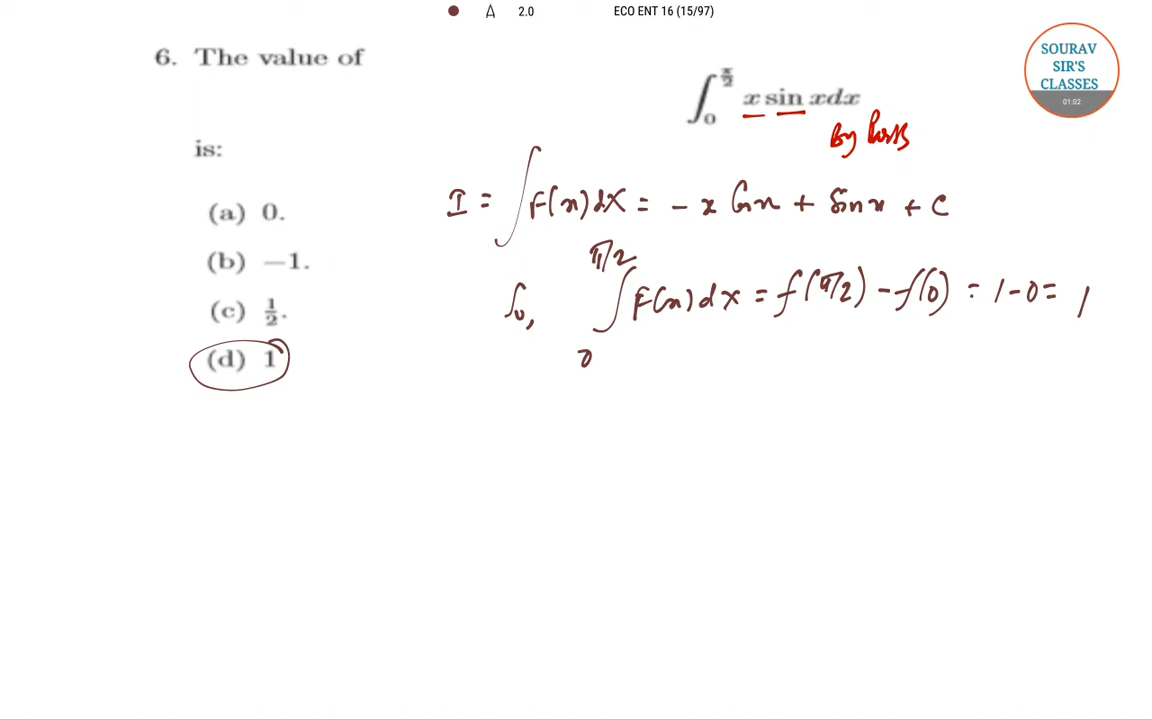 2.0 ECO ENT 16 (15/97)
SOURAV
SIR'S
CLASSES
01:02
6. The value of
∫₀^{π/2} x sin xdx
By Parts
is:
I = ∫ F(x) dx = - x Cos x + Sin x + C
(a) 0.
(b) −1.
(c) 1/2.
(d) 1
So, ∫₀^{π/2} F(x) dx = f(π/2) - f(0) = 1 - 0 = 1